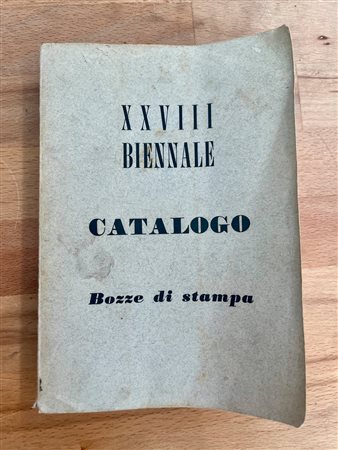 XXVIII
BIENNALE
CATALOGO
Bozze di stampa